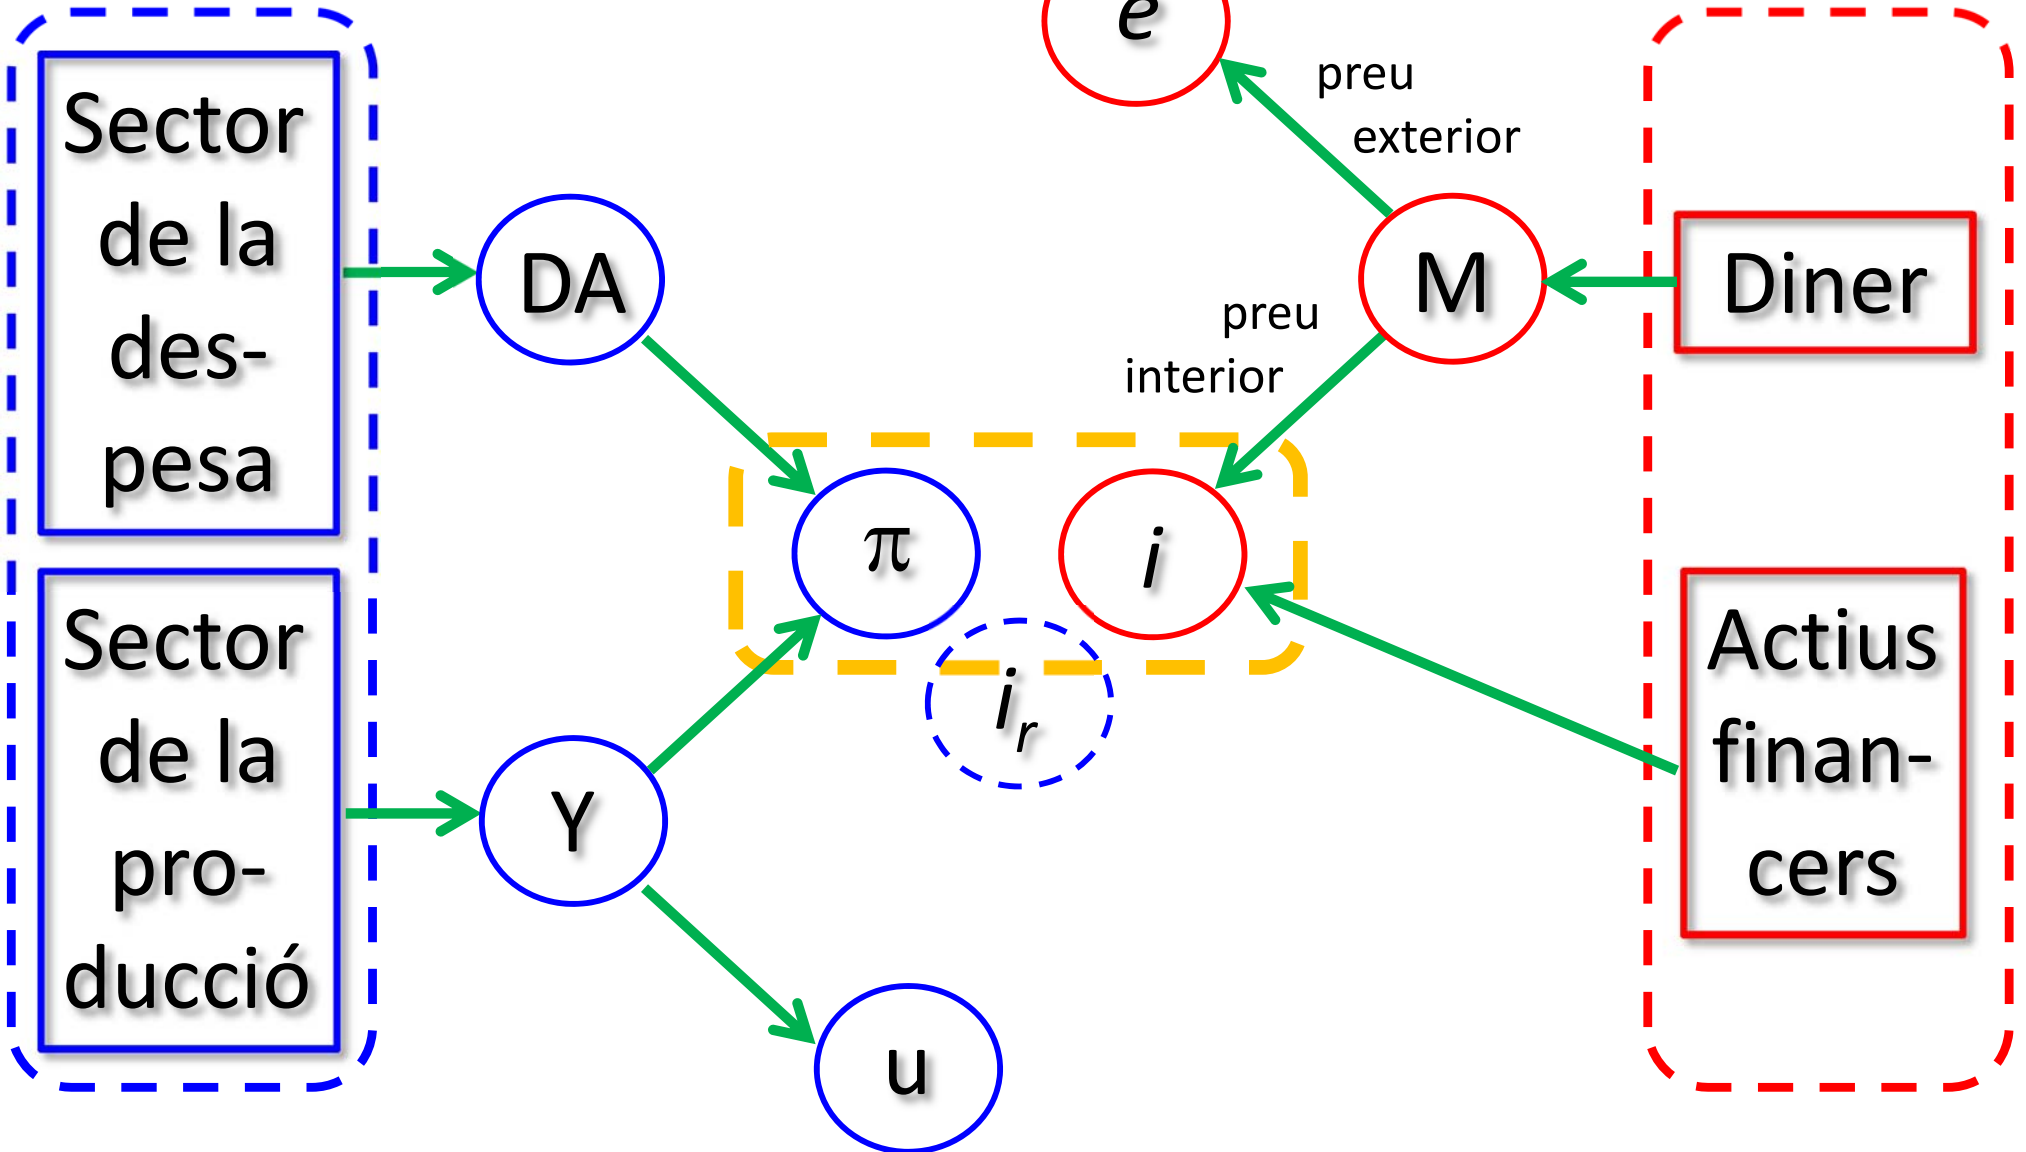 Sector
de la
des-
pesa
Sector
de la
pro-
ducció
DA
Y
π
i
i_r
u
e
preu
exterior
M
preu
interior
Diner
Actius
finan-
cers